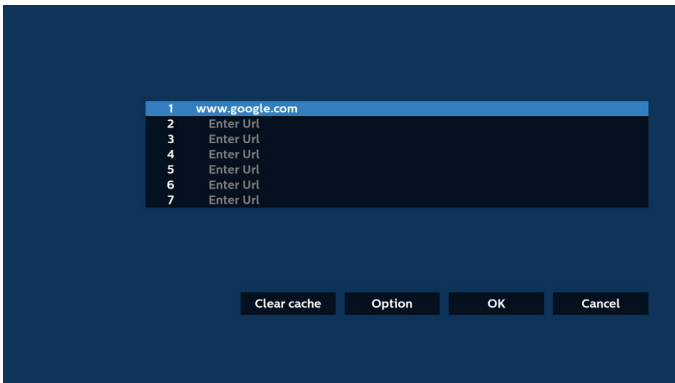 1 www.google.com
2 Enter Url
3 Enter Url
4 Enter Url
5 Enter Url
6 Enter Url
7 Enter Url
Clear cache Option OK Cancel